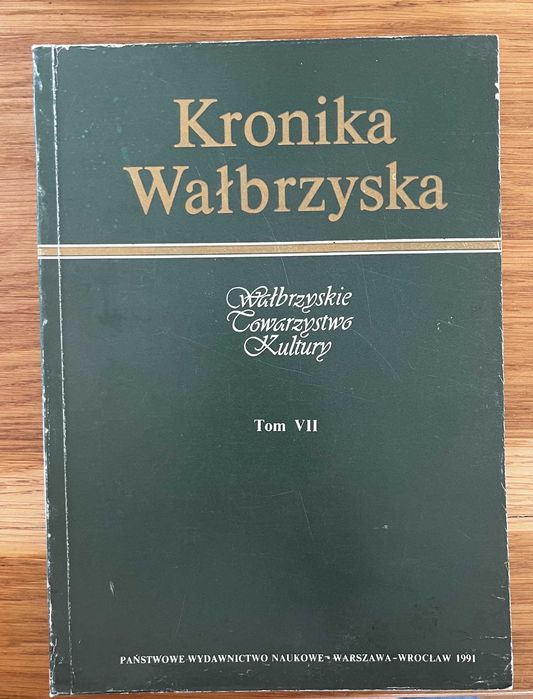 Kronika
Wałbrzyska
Wałbrzyskie
Towarzystwo
Kultury
Tom VII
PAŃSTWOWE WYDAWNICTWO NAUKOWE – WARSZAWA–WROCŁAW 1991